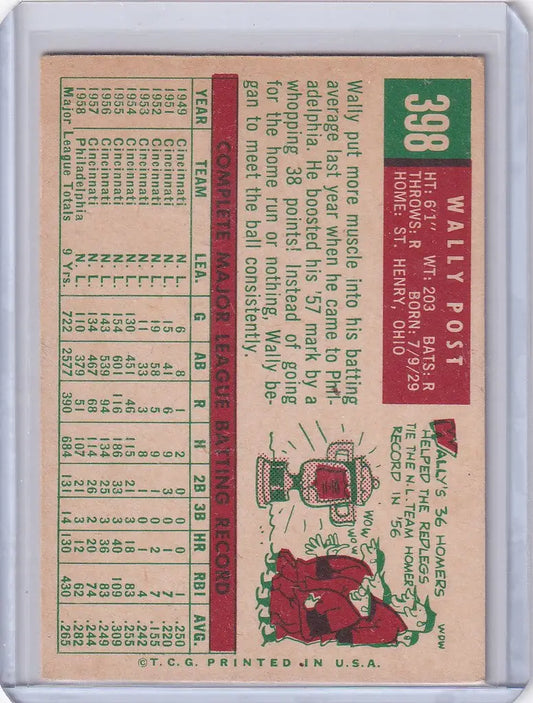 398
WALLY POST
HT: 6'1" WT: 203 BATS: R
THROWS: R BORN: 7/9/29
HOME: ST. HENRY, OHIO
WALLY'S 36 HOMERS
HELPED THE REDLEGS
TIE THE N.L. TEAM HOMER
RECORD IN '56
WOW
WOW
WOW
Wally put more muscle into his batting
average last year when he came to Phil-
adelphia. He boosted his '57 mark by a
whopping 38 points! Instead of going
for the home run or nothing, Wally be-
gan to meet the ball consistently.
COMPLETE MAJOR LEAGUE BATTING RECORD
YEAR TEAM LEA. G AB R H 2B 3B HR RBI AVG.
1949 Cincinnati N. L. 6 8 1 2 0 0 0 1 .250
1951 Cincinnati N. L. 15 41 6 9 3 0 1 7 .220
1952 Cincinnati N. L. 19 58 5 9 1 0 2 7 .155
1953 Cincinnati N. L. 11 33 3 8 1 0 1 4 .242
1954 Cincinnati N. L. 130 451 46 115 21 3 18 83 .255
1955 Cincinnati N. L. 154 601 116 186 33 3 40 109 .309
1956 Cincinnati N. L. 143 539 94 134 25 3 36 83 .249
1957 Cincinnati N. L. 134 467 68 114 26 2 20 74 .244
1958 Philadelphia N. L. 110 379 51 107 21 3 12 62 .282
Major League Totals 9 Yrs. 722 2577 390 684 131 14 130 430 .265
©T.C.G. PRINTED IN U.S.A.